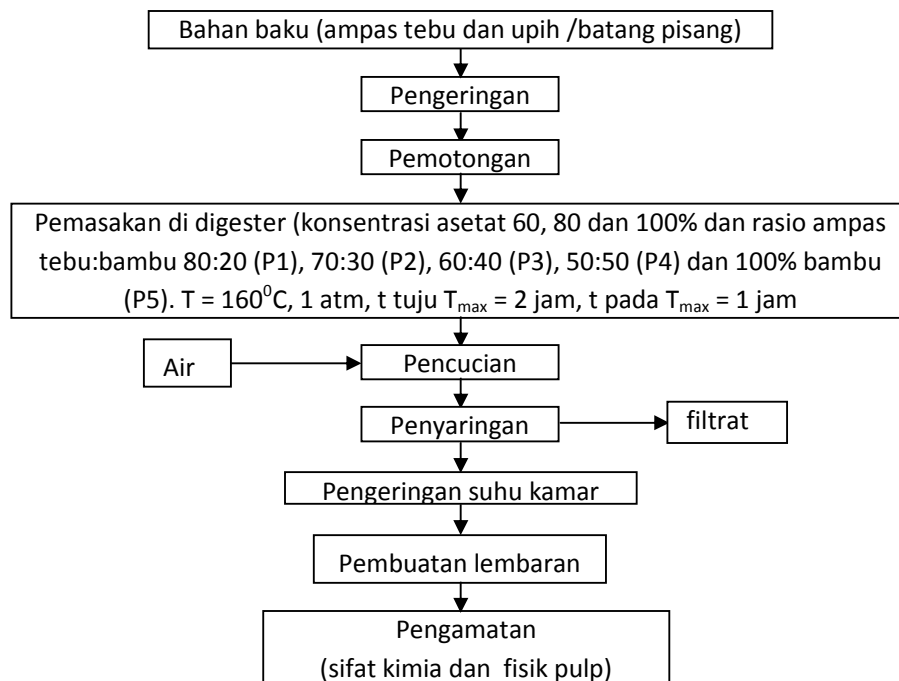 Bahan baku (ampas tebu dan upih /batang pisang)
Pengeringan
Pemotongan
Pemasakan di digester (konsentrasi asetat 60, 80 dan 100% dan rasio ampas
tebu:bambu 80:20 (P1), 70:30 (P2), 60:40 (P3), 50:50 (P4) dan 100% bambu
(P5). T = 160⁰C, 1 atm, t tuju Tmax = 2 jam, t pada Tmax = 1 jam
Air
Pencucian
Penyaringan
filtrat
Pengeringan suhu kamar
Pembuatan lembaran
Pengamatan
(sifat kimia dan  fisik pulp)